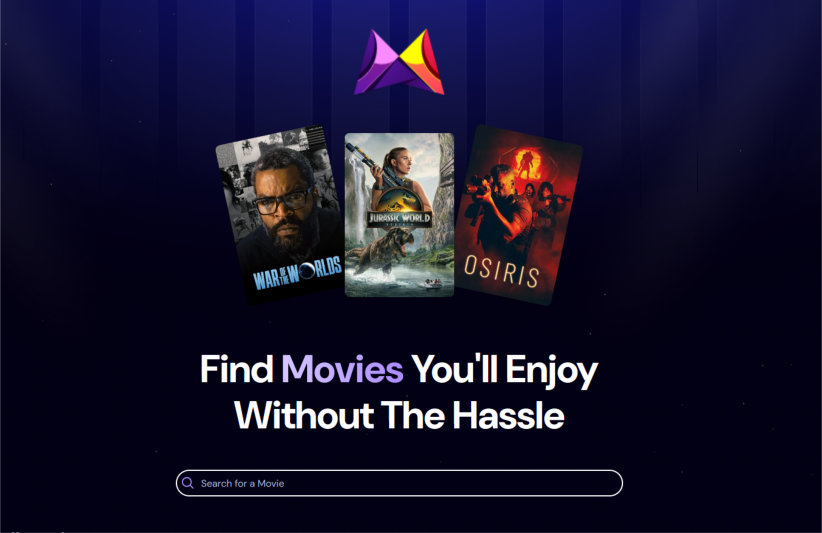 WAR OF THE WORLDS
JURASSIC WORLD
OSIRIS
Find Movies You'll Enjoy
Without The Hassle
Search for a Movie